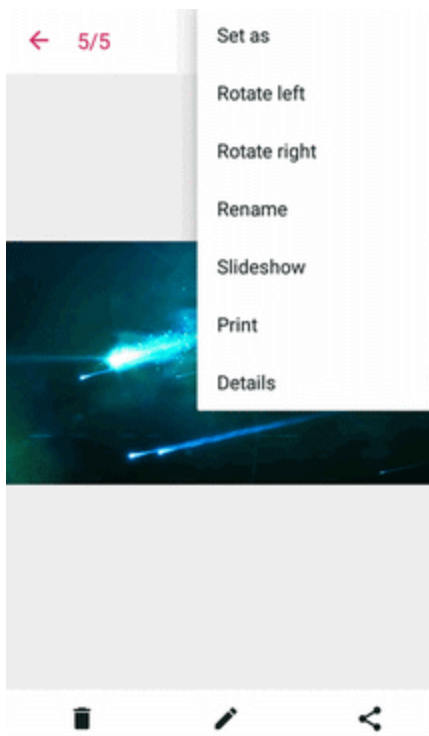 5/5
Set as
Rotate left
Rotate right
Rename
Slideshow
Print
Details